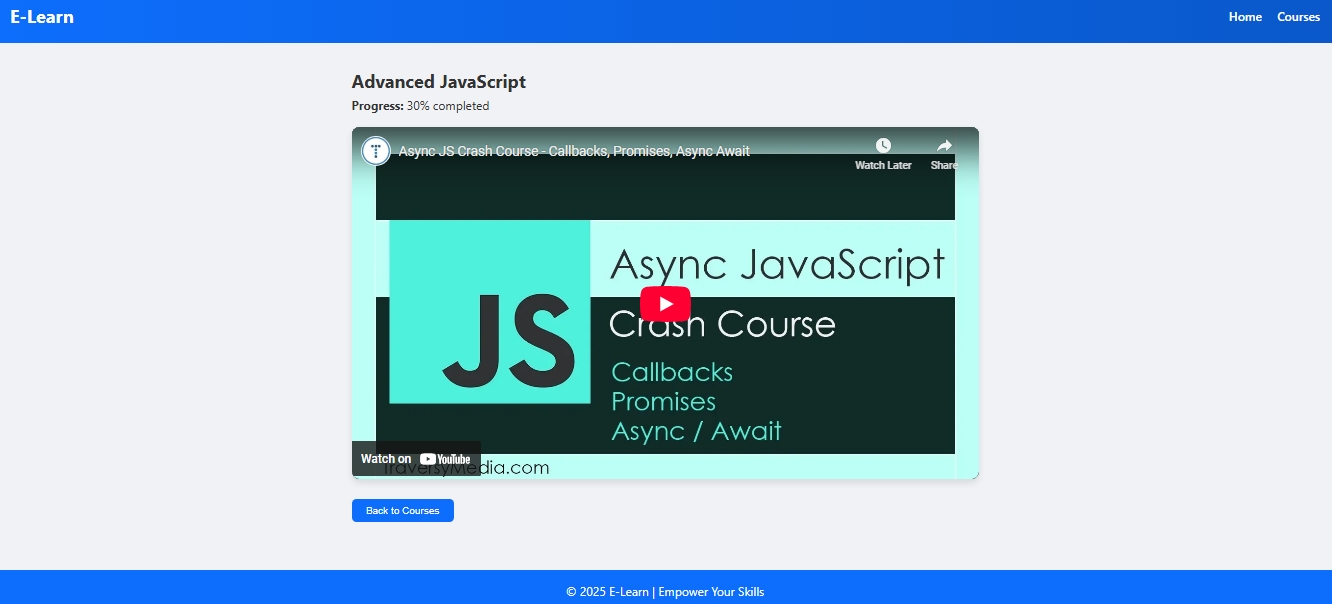 E-Learn
Home Courses
Advanced JavaScript
Progress: 30% completed
Async JS Crash Course - Callbacks, Promises, Async Await
Watch Later
Share
Async JavaScript
JS
Crash Course
Callbacks
Promises
Async / Await
Watch on YouTube
TraversyMedia.com
Back to Courses
© 2025 E-Learn | Empower Your Skills